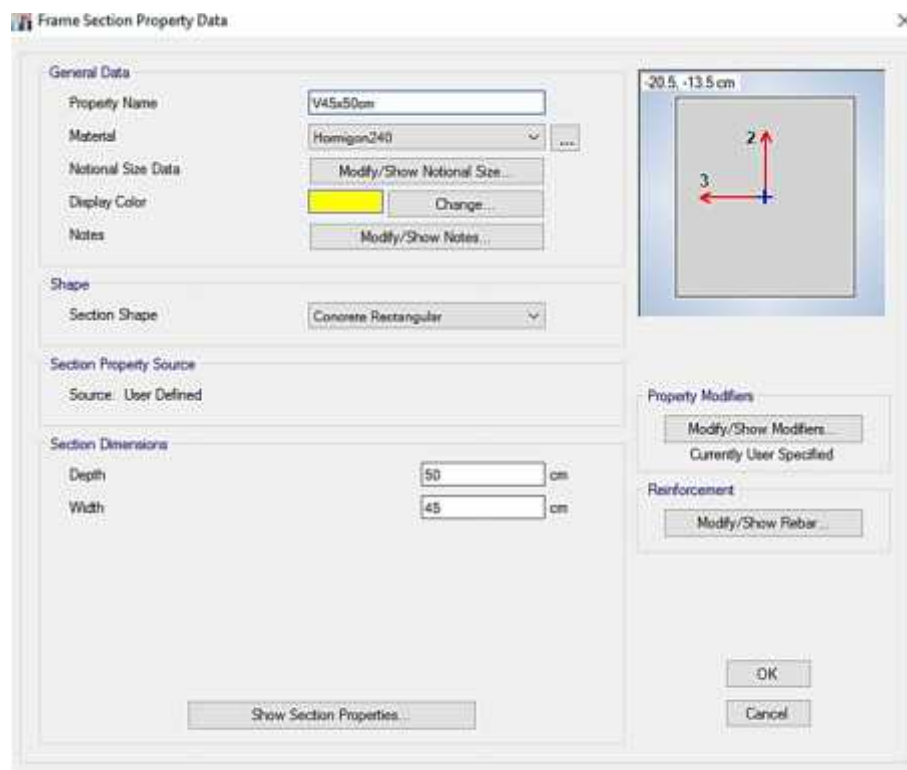 Frame Section Property Data
General Data
Property Name
V45x50cm
Material
Hormigon240
...
Notional Size Data
Modify/Show Notional Size...
Display Color
Change...
Notes
Modify/Show Notes...
Shape
Section Shape
Concrete Rectangular
Section Property Source
Source: User Defined
Section Dimensions
Depth
50
cm
Width
45
cm
Show Section Properties...
-20.5, -13.5 cm
2
3
Property Modifiers
Modify/Show Modifiers...
Currently User Specified
Reinforcement
Modify/Show Rebar...
OK
Cancel